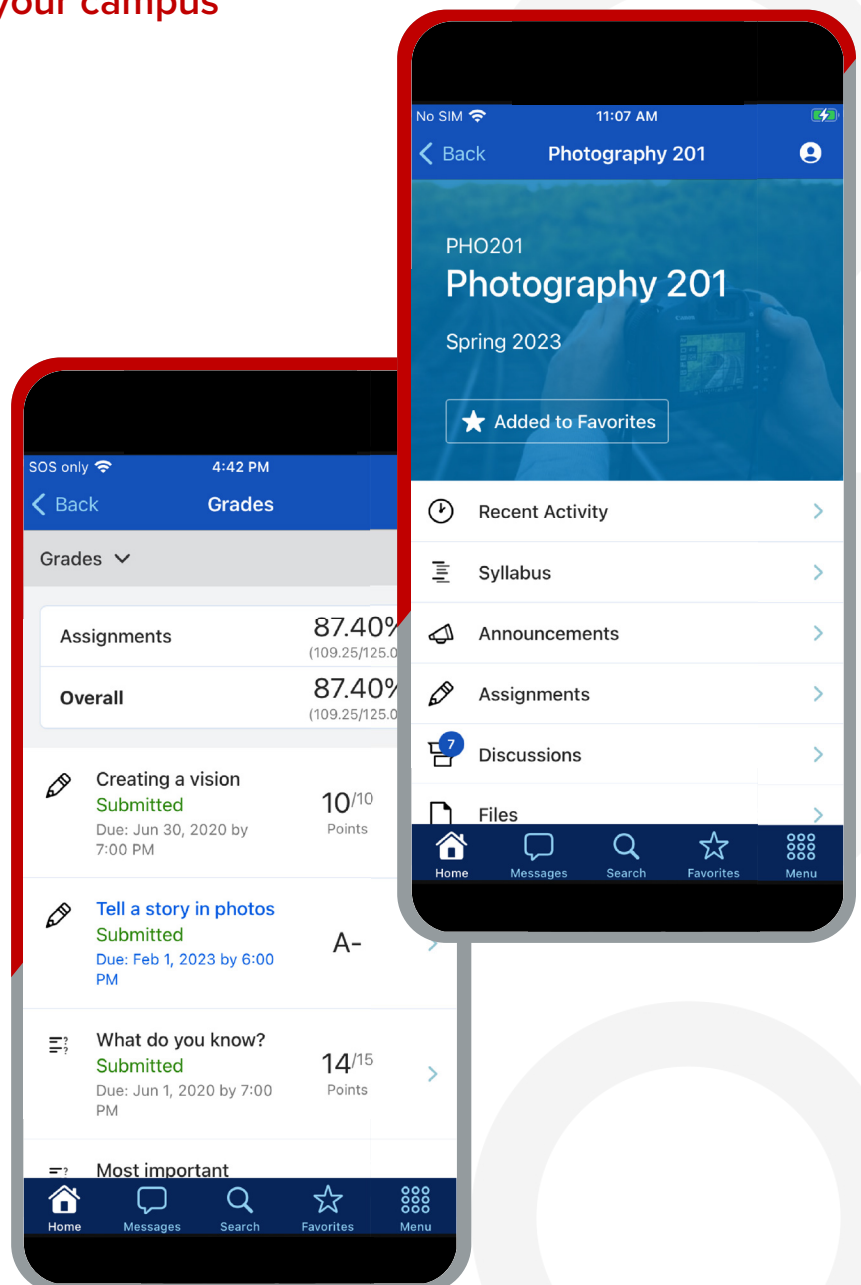 your campus
No SIM
11:07 AM
Back
Photography 201
PHO201
Photography 201
Spring 2023
Added to Favorites
Recent Activity
Syllabus
Announcements
Assignments
7
Discussions
Files
Home
Messages
Search
Favorites
Menu
SOS only
4:42 PM
Back
Grades
Grades
Assignments
87.40%
(109.25/125.0
Overall
87.40%
(109.25/125.0
Creating a vision
Submitted
10/10
Due: Jun 30, 2020 by
Points
7:00 PM
Tell a story in photos
Submitted
A-
Due: Feb 1, 2023 by 6:00
PM
What do you know?
Submitted
14/15
Due: Jun 1, 2020 by 7:00
Points
PM
Most important
Home
Messages
Search
Favorites
Menu